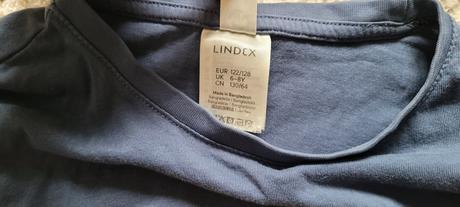 LINDEX
EUR 122/128
UK 6-8Y
CN 130/64
Made in Bangladesh